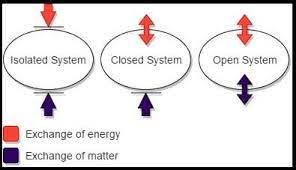 Isolated System
Closed System
Open System
Exchange of energy
Exchange of matter